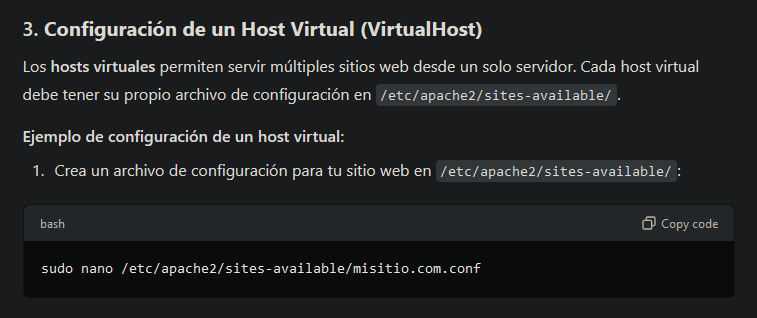 3. Configuración de un Host Virtual (VirtualHost)
Los hosts virtuales permiten servir múltiples sitios web desde un solo servidor. Cada host virtual
debe tener su propio archivo de configuración en /etc/apache2/sites-available/.
Ejemplo de configuración de un host virtual:
1. Crea un archivo de configuración para tu sitio web en /etc/apache2/sites-available/:
bash Copy code
sudo nano /etc/apache2/sites-available/misitio.com.conf